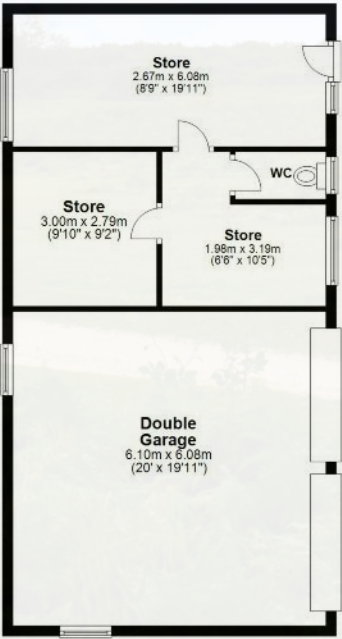 Store
2.67m x 6.08m
(8'9" x 19'11")
WC
Store
3.00m x 2.79m
(9'10" x 9'2")
Store
1.98m x 3.19m
(6'6" x 10'5")
Double
Garage
6.10m x 6.08m
(20' x 19'11")